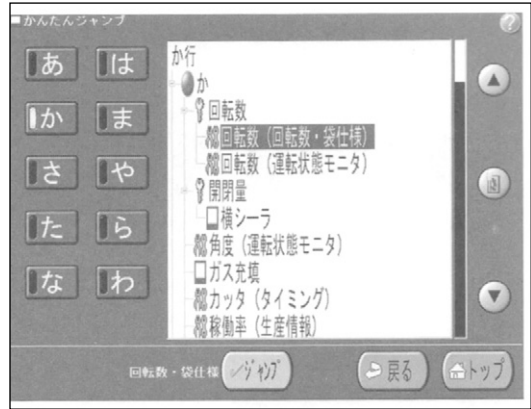 かんたんジャンプ
?
あ は
か ま
さ や
た ら
な わ
か行
か
回転数
回転数（回転数・袋仕様）
回転数（運転状態モニタ）
開閉量
横シーラ
角度（運転状態モニタ）
ガス充填
カッタ（タイミング）
稼働率（生産情報）
回転数・袋仕様 ジャンプ 戻る トップ